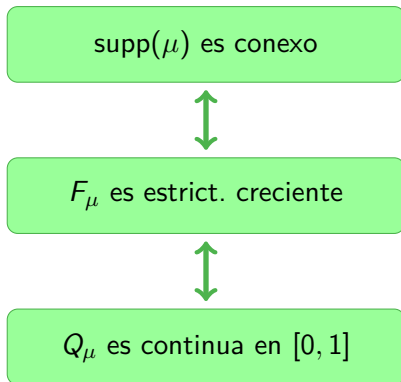 supp(μ) es conexo
F_μ es estrict. creciente
Q_μ es continua en [0, 1]